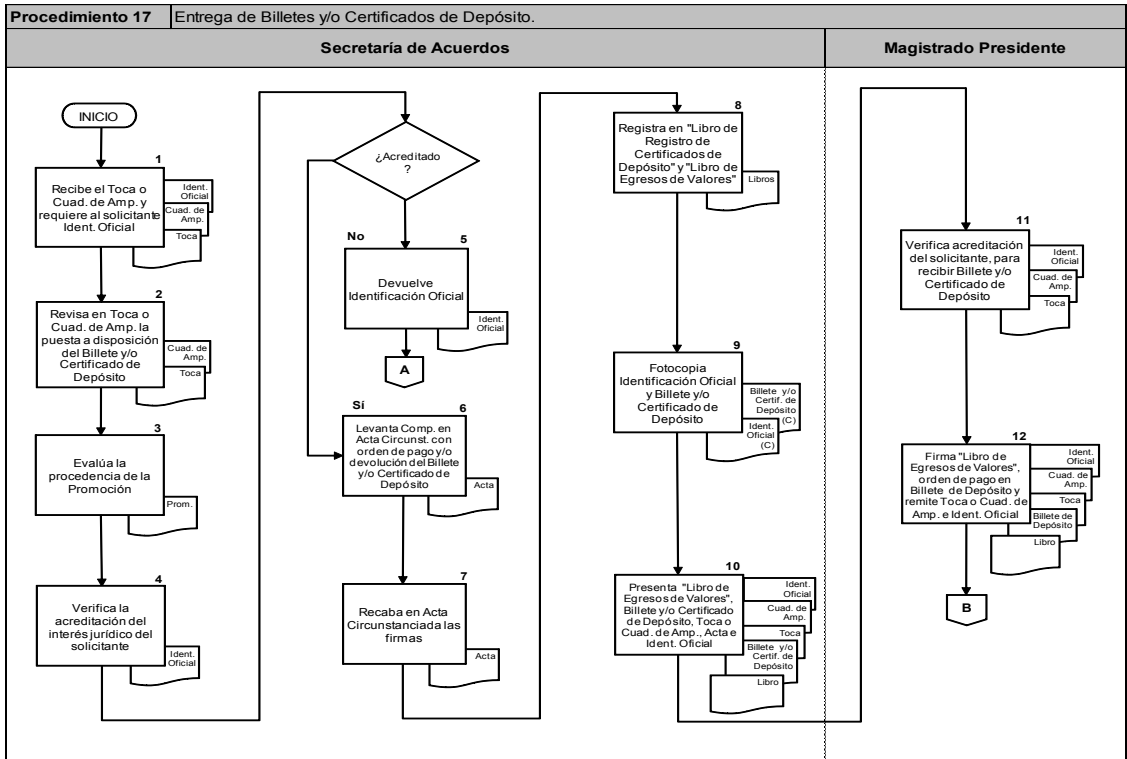 Procedimiento 17 Entrega de Billetes y/o Certificados de Depósito.
Secretaría de Acuerdos
Magistrado Presidente
INICIO
1
Recibe el Toca o
Cuad. de Amp. y
requiere al solicitante
Ident. Oficial
Ident.
Oficial
Cuad. de
Amp.
Toca
2
Revisa en Toca o
Cuad. de Amp. la
puesta a disposición
del Billete y/o
Certificado de
Depósito
Cuad. de
Amp.
Toca
3
Evalúa la
procedencia de la
Promoción
Prom.
4
Verifica la
acreditación del
interés jurídico del
solicitante
Ident.
Oficial
¿Acreditado
?
No
5
Devuelve
Identificación Oficial
Ident.
Oficial
A
Sí
6
Levanta Comp. en
Acta Circunst. con
orden de pago y/o
devolución del Billete
y/o Certificado de
Depósito
Acta
7
Recaba en Acta
Circunstanciada las
firmas
Acta
8
Registra en "Libro de
Registro de
Certificados de
Depósito" y "Libro de
Egresos de Valores"
Libros
9
Fotocopia
Identificación Oficial
y Billete y/o
Certificado de
Depósito
Billete y/o
Certif. de
Depósito
(C)
Ident.
Oficial
(C)
10
Presenta "Libro de
Egresos de Valores",
Billete y/o Certificado
de Depósito, Toca o
Cuad. de Amp., Acta e
Ident. Oficial
Ident.
Oficial
Cuad. de
Amp.
Toca
Billete y/o
Certif. de
Depósito
Libro
11
Verifica acreditación
del solicitante, para
recibir Billete y/o
Certificado de
Depósito
Ident.
Oficial
Cuad. de
Amp.
Toca
12
Firma "Libro de
Egresos de Valores",
orden de pago en
Billete de Depósito y
remite Toca o Cuad. de
Amp. e Ident. Oficial
Ident.
Oficial
Cuad. de
Amp.
Toca
Billete de
Depósito
Libro
B